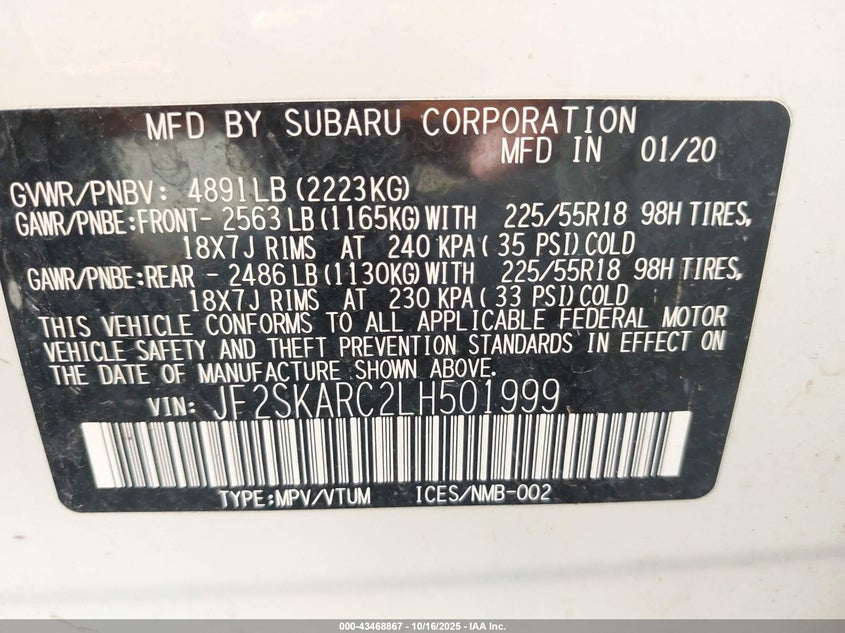 MFD BY SUBARU CORPORATION
MFD IN 01/20
GVWR/PNBV: 4891LB (2223KG)
GAWR/PNBE:FRONT- 2563 LB (1165KG) WITH 225/55R18 98H TIRES,
18X7J RIMS AT 240 KPA ( 35 PSI) COLD
GAWR/PNBE:REAR - 2486 LB (1130KG) WITH 225/55R18 98H TIRES,
18X7J RIMS AT 230 KPA ( 33 PSI) COLD
THIS VEHICLE CONFORMS TO ALL APPLICABLE FEDERAL MOTOR
VEHICLE SAFETY AND THEFT PREVENTION STANDARDS IN EFFECT ON
THE DATE OF MANUFACTURE SHOWN ABOVE.
VIN: JF2SKARC2LH501999
TYPE:MPV/VTUM ICES/NMB-002
000-43468867 - 10/16/2025 - IAA Inc.